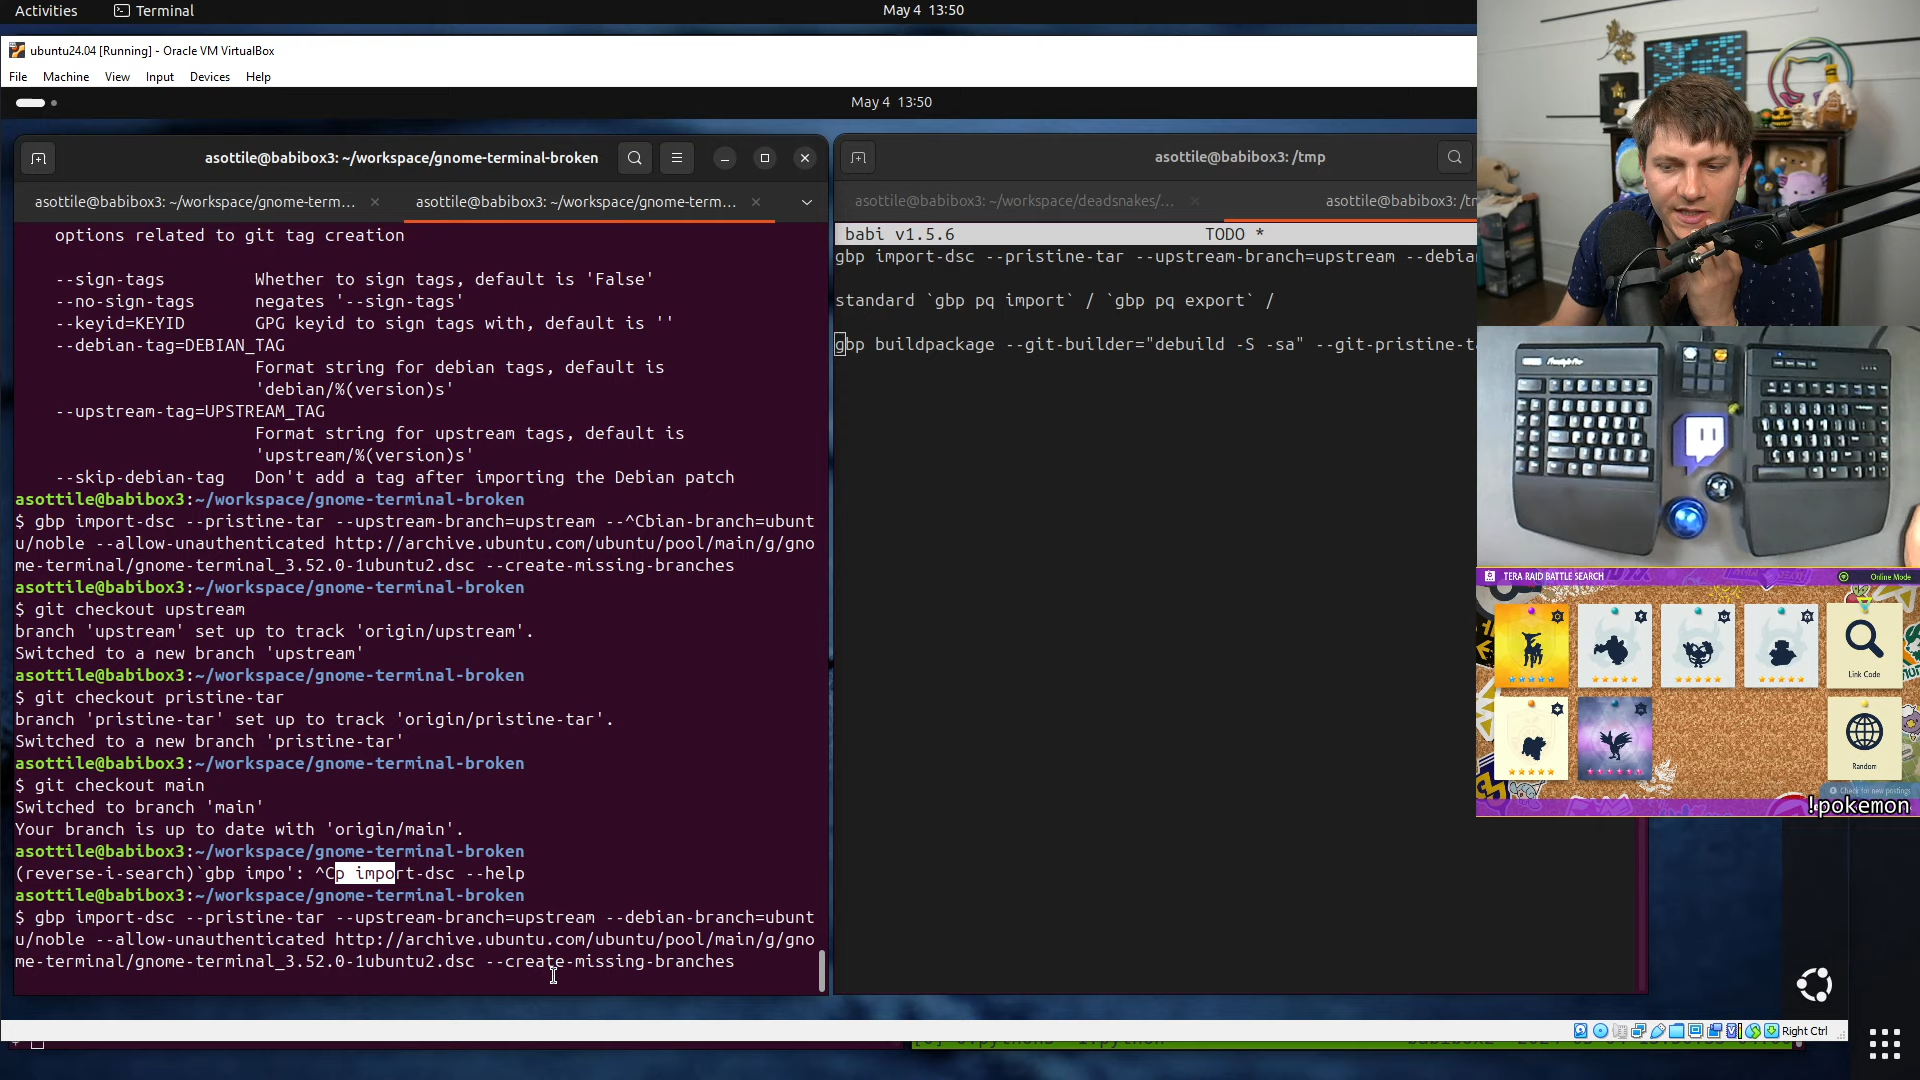 Activities
Terminal
May 4 13:50
ubuntu24.04 [Running] - Oracle VM VirtualBox
File Machine View Input Devices Help
May 4 13:50
asottile@babibox3: ~/workspace/gnome-terminal-broken
asottile@babibox3: ~/workspace/gnome-term...
asottile@babibox3: ~/workspace/gnome-term...
options related to git tag creation
--sign-tags Whether to sign tags, default is 'False'
--no-sign-tags negates '--sign-tags'
--keyid=KEYID GPG keyid to sign tags with, default is ''
--debian-tag=DEBIAN_TAG
Format string for debian tags, default is
'debian/%(version)s'
--upstream-tag=UPSTREAM_TAG
Format string for upstream tags, default is
'upstream/%(version)s'
--skip-debian-tag Don't add a tag after importing the Debian patch
asottile@babibox3:~/workspace/gnome-terminal-broken
$ gbp import-dsc --pristine-tar --upstream-branch=upstream --^Cbian-branch=ubunt
u/noble --allow-unauthenticated http://archive.ubuntu.com/ubuntu/pool/main/g/gno
me-terminal/gnome-terminal_3.52.0-1ubuntu2.dsc --create-missing-branches
asottile@babibox3:~/workspace/gnome-terminal-broken
$ git checkout upstream
branch 'upstream' set up to track 'origin/upstream'.
Switched to a new branch 'upstream'
asottile@babibox3:~/workspace/gnome-terminal-broken
$ git checkout pristine-tar
branch 'pristine-tar' set up to track 'origin/pristine-tar'.
Switched to a new branch 'pristine-tar'
asottile@babibox3:~/workspace/gnome-terminal-broken
$ git checkout main
Switched to branch 'main'
Your branch is up to date with 'origin/main'.
asottile@babibox3:~/workspace/gnome-terminal-broken
(reverse-i-search)`gbp impo': ^Cp import-dsc --help
asottile@babibox3:~/workspace/gnome-terminal-broken
$ gbp import-dsc --pristine-tar --upstream-branch=upstream --debian-branch=ubunt
u/noble --allow-unauthenticated http://archive.ubuntu.com/ubuntu/pool/main/g/gno
me-terminal/gnome-terminal_3.52.0-1ubuntu2.dsc --create-missing-branches
asottile@babibox3: /tmp
asottile@babibox3: ~/workspace/deadsnakes/...
asottile@babibox3: /t
babi v1.5.6 TODO *
gbp import-dsc --pristine-tar --upstream-branch=upstream --debia
standard `gbp pq import` / `gbp pq export` /
gbp buildpackage --git-builder="debuild -S -sa" --git-pristine-ta
TERA RAID BATTLE SEARCH
Online Mode
Link Code
Random
Check for new postings
!pokemon
Right Ctrl